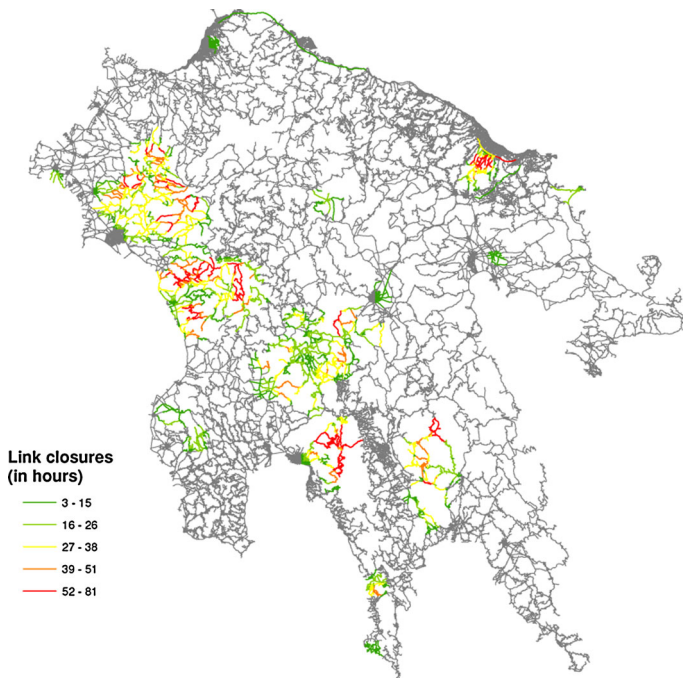 Link closures
(in hours)
3 - 15
16 - 26
27 - 38
39 - 51
52 - 81